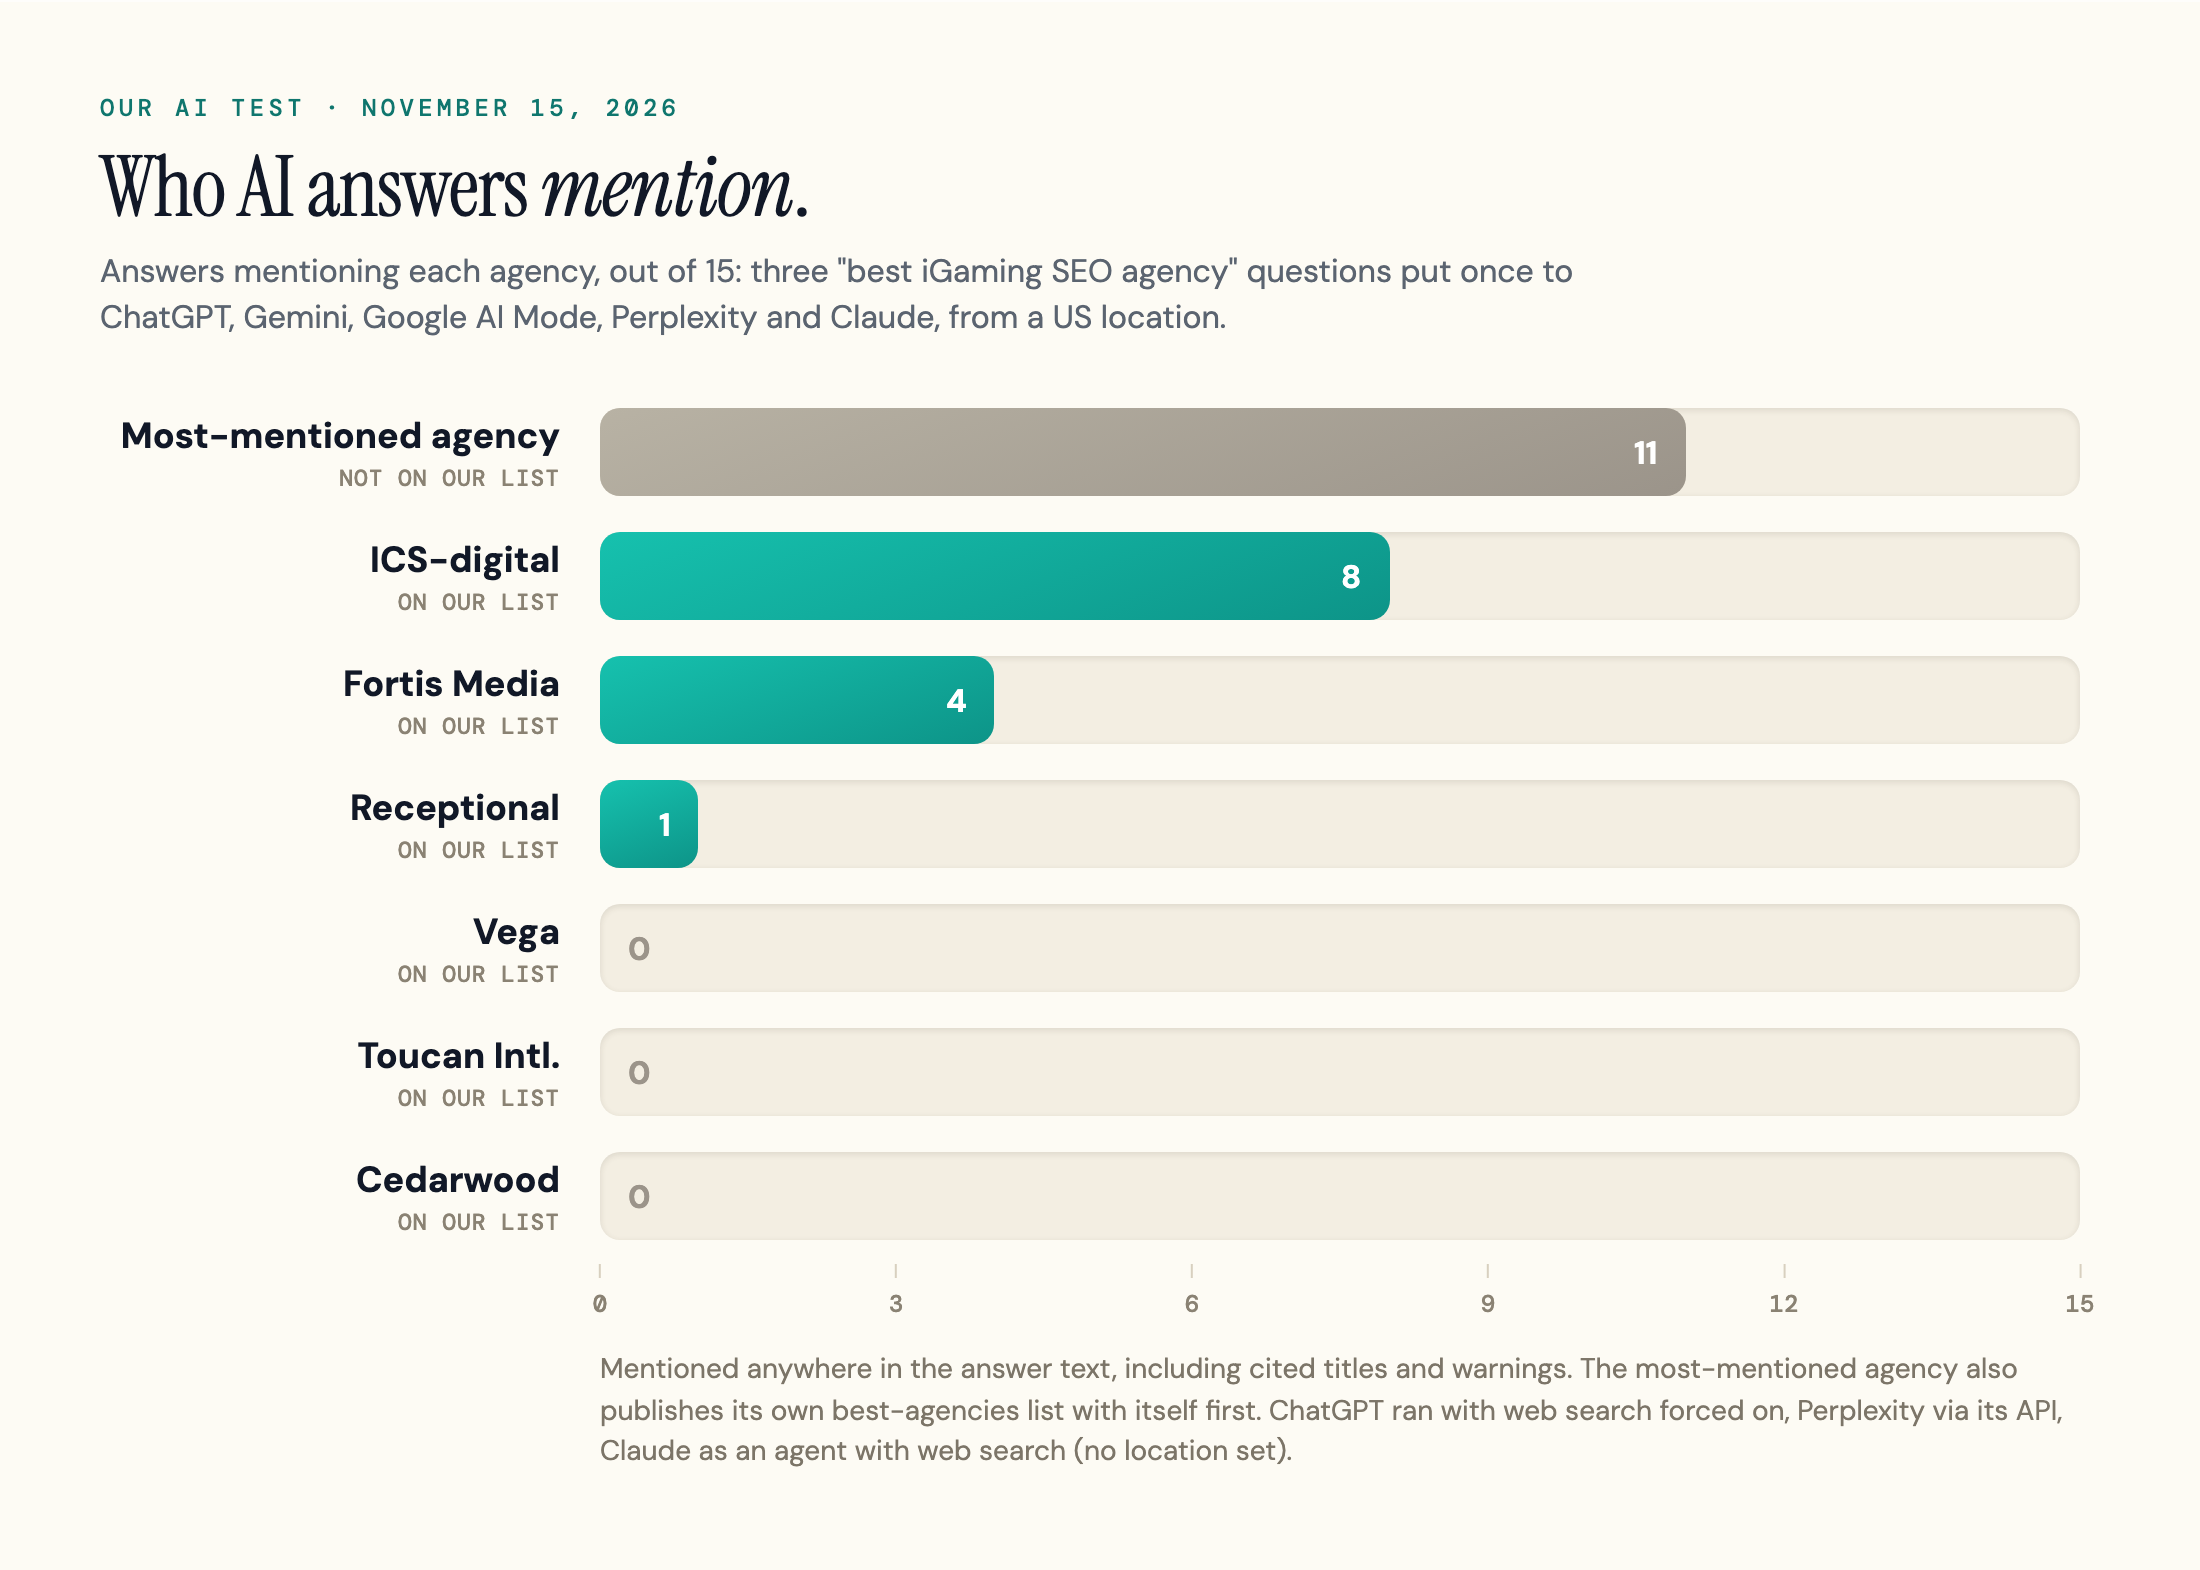 OUR AI TEST · NOVEMBER 15, 2026
Who AI answers mention.
Answers mentioning each agency, out of 15: three "best iGaming SEO agency" questions put once to
ChatGPT, Gemini, Google AI Mode, Perplexity and Claude, from a US location.
Most-mentioned agency
NOT ON OUR LIST
11
ICS-digital
ON OUR LIST
8
Fortis Media
ON OUR LIST
4
Receptional
ON OUR LIST
1
Vega
ON OUR LIST
0
Toucan Intl.
ON OUR LIST
0
Cedarwood
ON OUR LIST
0
0 3 6 9 12 15
Mentioned anywhere in the answer text, including cited titles and warnings. The most-mentioned agency also
publishes its own best-agencies list with itself first. ChatGPT ran with web search forced on, Perplexity via its API,
Claude as an agent with web search (no location set).